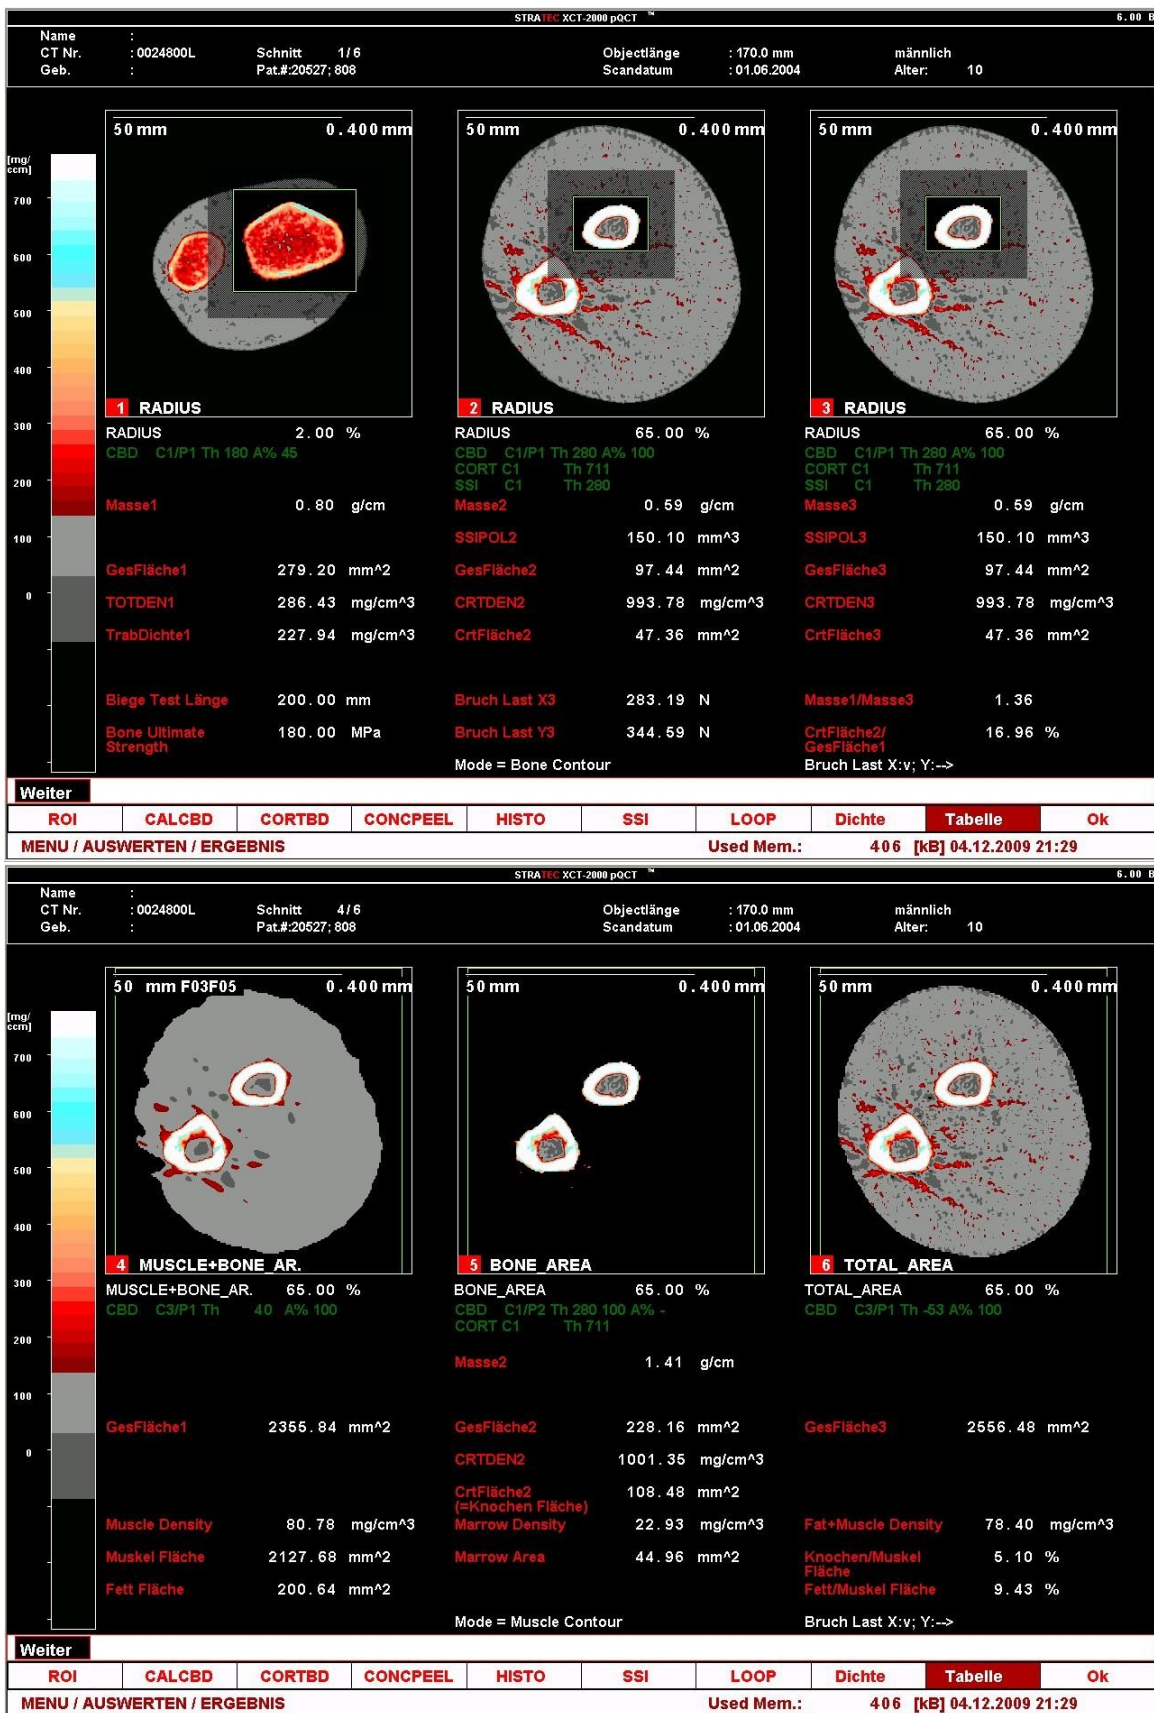 STRATEC XCT-2000 pQCT ™ 6.00 B
Name :
CT Nr. : 0024800L Schnitt 1/6 Objectlänge : 170.0 mm männlich
Geb. : Pat.#:20527; 808 Scandatum : 01.06.2004 Alter: 10
50 mm 0.400 mm 50 mm 0.400 mm 50 mm 0.400 mm
[mg/
ccm]
700
600
500
400
300
200
100
0
1 RADIUS 2 RADIUS 3 RADIUS
RADIUS 2.00 % RADIUS 65.00 % RADIUS 65.00 %
CBD C1/P1 Th 180 A% 45 CBD C1/P1 Th 280 A% 100 CBD C1/P1 Th 280 A% 100
CORT C1 Th 711 CORT C1 Th 711
SSI C1 Th 280 SSI C1 Th 280
Masse1 0.80 g/cm Masse2 0.59 g/cm Masse3 0.59 g/cm
SSIPOL2 150.10 mm^3 SSIPOL3 150.10 mm^3
GesFläche1 279.20 mm^2 GesFläche2 97.44 mm^2 GesFläche3 97.44 mm^2
TOTDEN1 286.43 mg/cm^3 CRTDEN2 993.78 mg/cm^3 CRTDEN3 993.78 mg/cm^3
TrabDichte1 227.94 mg/cm^3 CrtFläche2 47.36 mm^2 CrtFläche3 47.36 mm^2
Biege Test Länge 200.00 mm Bruch Last X3 283.19 N Masse1/Masse3 1.36
Bone Ultimate Strength 180.00 MPa Bruch Last Y3 344.59 N CrtFläche2/ GesFläche1 16.96 %
Mode = Bone Contour Bruch Last X:v; Y:-->
Weiter
ROI CALCBD CORTBD CONCPEEL HISTO SSI LOOP Dichte Tabelle Ok
MENU / AUSWERTEN / ERGEBNIS Used Mem.: 406 [kB] 04.12.2009 21:29
STRATEC XCT-2000 pQCT ™ 6.00 B
Name :
CT Nr. : 0024800L Schnitt 4/6 Objectlänge : 170.0 mm männlich
Geb. : Pat.#:20527; 808 Scandatum : 01.06.2004 Alter: 10
50 mm F03F05 0.400 mm 50 mm 0.400 mm 50 mm 0.400 mm
[mg/
ccm]
700
600
500
400
300
200
100
0
4 MUSCLE+BONE_AR. 5 BONE_AREA 6 TOTAL_AREA
MUSCLE+BONE_AR. 65.00 % BONE_AREA 65.00 % TOTAL_AREA 65.00 %
CBD C3/P1 Th 40 A% 100 CBD C1/P2 Th 280 100 A% - CBD C3/P1 Th -53 A% 100
CORT C1 Th 711
Masse2 1.41 g/cm
GesFläche1 2355.84 mm^2 GesFläche2 228.16 mm^2 GesFläche3 2556.48 mm^2
CRTDEN2 1001.35 mg/cm^3
CrtFläche2 108.48 mm^2
(=Knochen Fläche)
Muscle Density 80.78 mg/cm^3 Marrow Density 22.93 mg/cm^3 Fat+Muscle Density 78.40 mg/cm^3
Muskel Fläche 2127.68 mm^2 Marrow Area 44.96 mm^2 Knochen/Muskel Fläche 5.10 %
Fett Fläche 200.64 mm^2 Fett/Muskel Fläche 9.43 %
Mode = Muscle Contour Bruch Last X:v; Y:-->
Weiter
ROI CALCBD CORTBD CONCPEEL HISTO SSI LOOP Dichte Tabelle Ok
MENU / AUSWERTEN / ERGEBNIS Used Mem.: 406 [kB] 04.12.2009 21:29